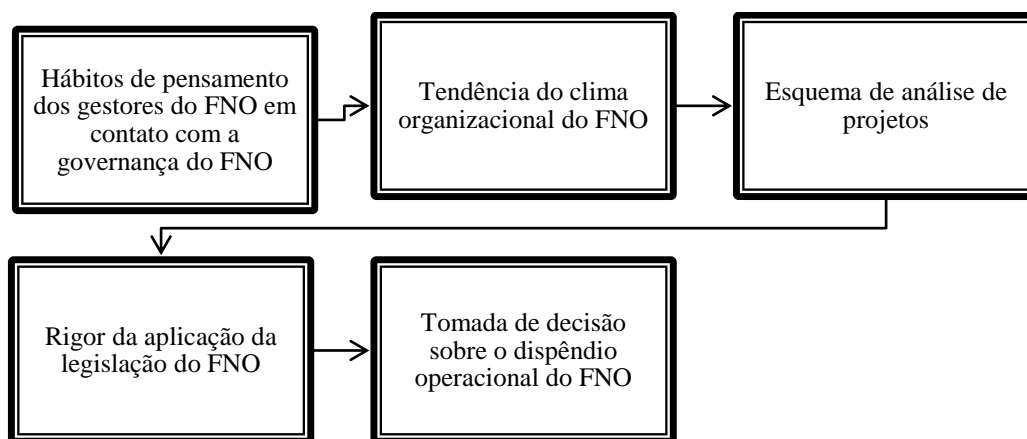 Hábitos de pensamento
dos gestores do FNO em
contato com a
governança do FNO
Tendência do clima
organizacional do FNO
Esquema de análise de
projetos
Rigor da aplicação da
legislação do FNO
Tomada de decisão
sobre o dispêndio
operacional do FNO